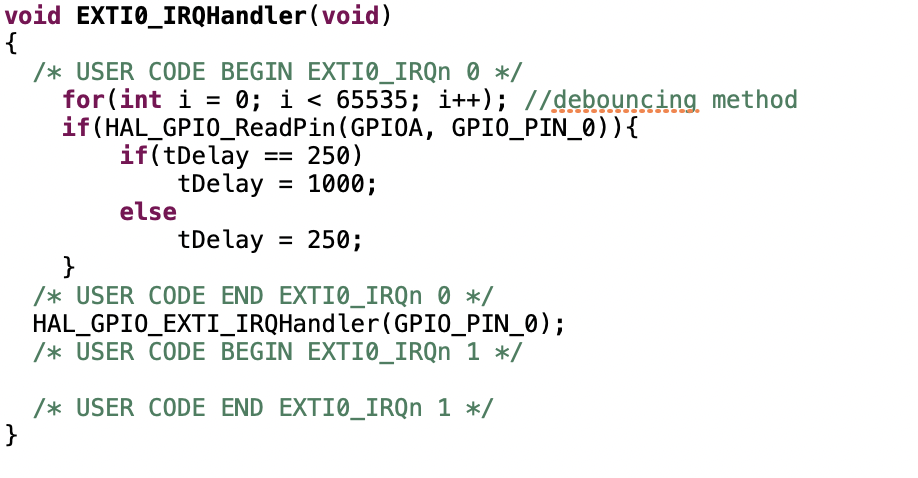 void EXTI0_IRQHandler(void)
{
  /* USER CODE BEGIN EXTI0_IRQn 0 */
    for(int i = 0; i < 65535; i++); //debouncing method
    if(HAL_GPIO_ReadPin(GPIOA, GPIO_PIN_0)){
        if(tDelay == 250)
            tDelay = 1000;
        else
            tDelay = 250;
    }
  /* USER CODE END EXTI0_IRQn 0 */
  HAL_GPIO_EXTI_IRQHandler(GPIO_PIN_0);
  /* USER CODE BEGIN EXTI0_IRQn 1 */

  /* USER CODE END EXTI0_IRQn 1 */
}